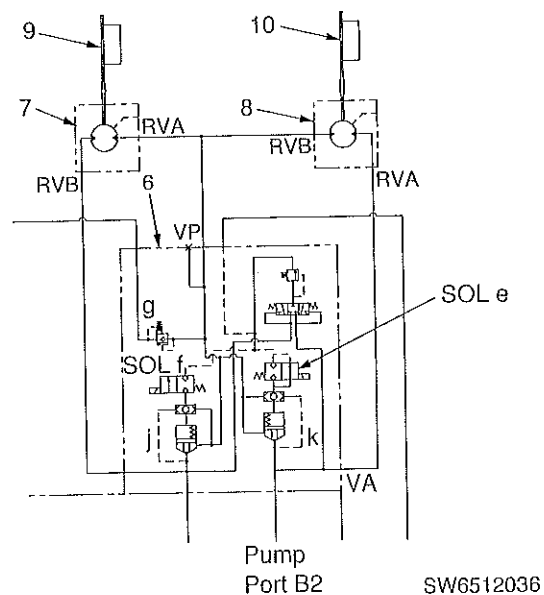 9
10
7
RVA
8
RVB
RVB
RVA
6
VP
g
SOL e
SOL f
j
k
VA
Pump
Port B2
SW6512036